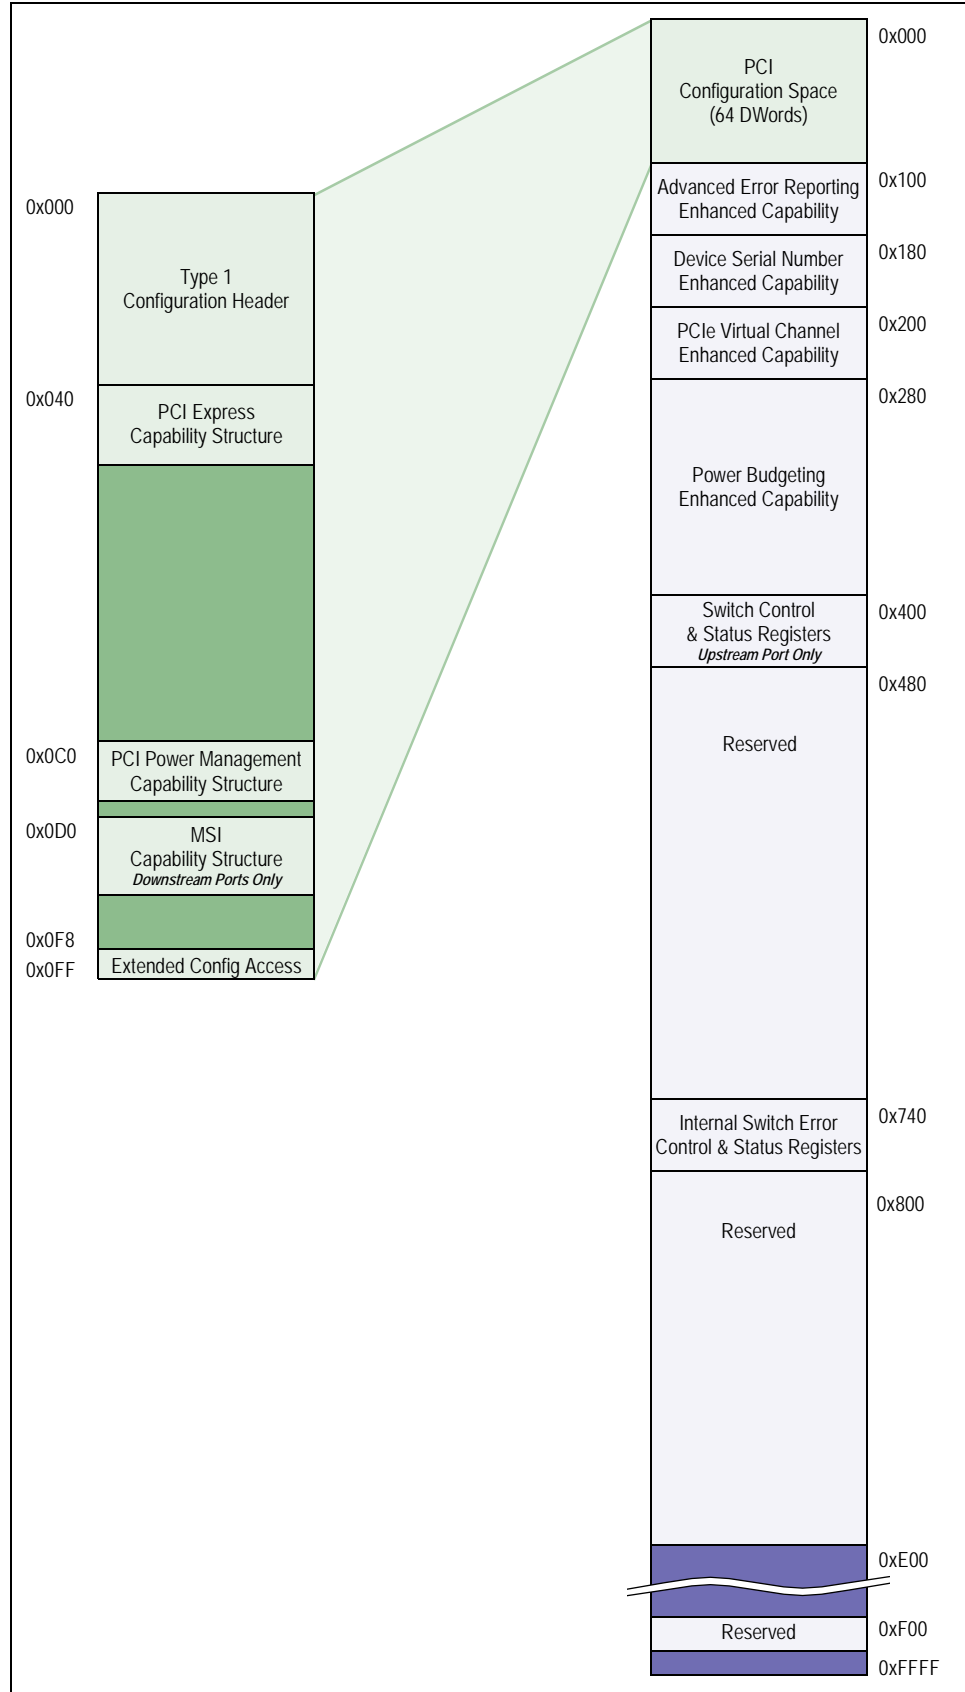 0x000
Type 1
Configuration Header
0x040
PCI Express
Capability Structure
0x0C0
PCI Power Management
Capability Structure
0x0D0
MSI
Capability Structure
Downstream Ports Only
0x0F8
0x0FF
Extended Config Access
PCI
Configuration Space
(64 DWords)
0x000
Advanced Error Reporting
Enhanced Capability
0x100
Device Serial Number
Enhanced Capability
0x180
PCIe Virtual Channel
Enhanced Capability
0x200
0x280
Power Budgeting
Enhanced Capability
Switch Control
& Status Registers
Upstream Port Only
0x400
0x480
Reserved
Internal Switch Error
Control & Status Registers
0x740
0x800
Reserved
0xE00
Reserved
0xF00
0xFFFF